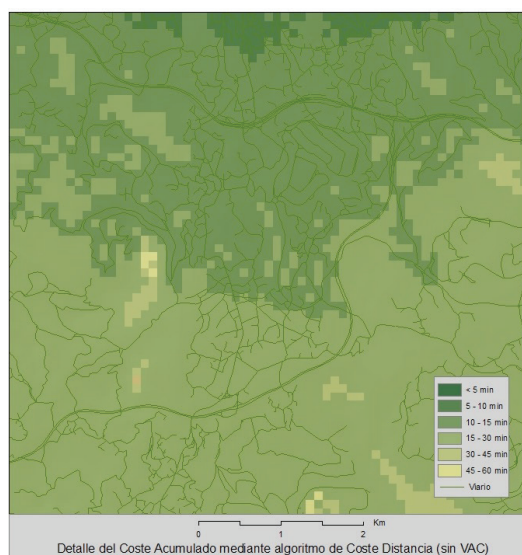 < 5 min
5 - 10 min
10 - 15 min
15 - 30 min
30 - 45 min
45 - 60 min
Viario
Km
0 1 2
Detalle del Coste Acumulado mediante algoritmo de Coste Distancia (sin VAC)